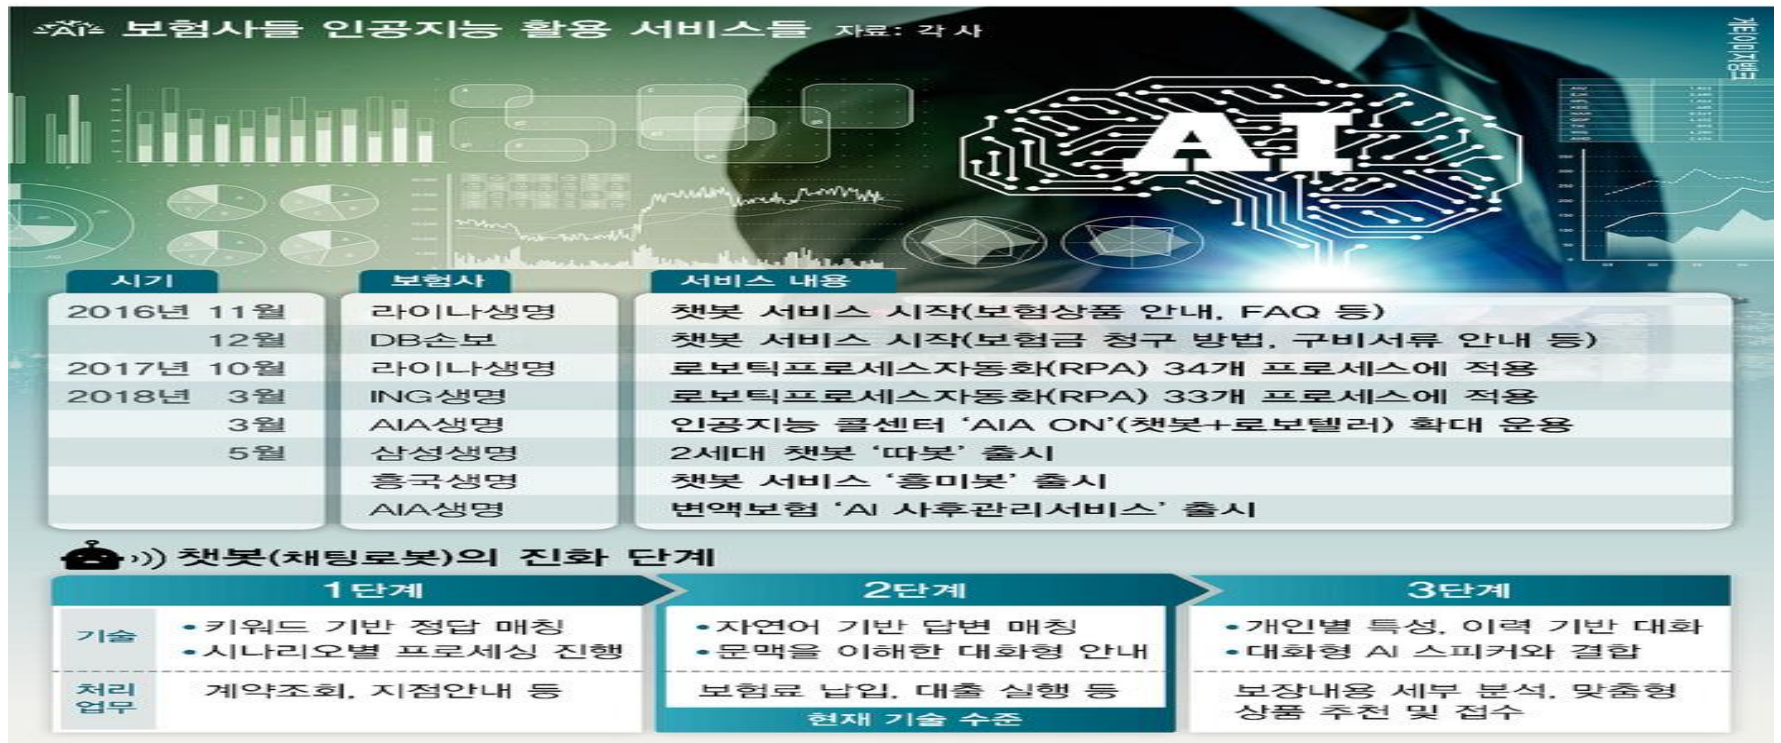 AI 보험사들 인공지능 활용 서비스들 자료: 각 사
게티이미지뱅크
AI
시기 보험사 서비스 내용
2016년 11월 라이나생명 챗봇 서비스 시작(보험상품 안내, FAQ 등)
12월 DB손보 챗봇 서비스 시작(보험금 청구 방법, 구비서류 안내 등)
2017년 10월 라이나생명 로보틱프로세스자동화(RPA) 34개 프로세스에 적용
2018년 3월 ING생명 로보틱프로세스자동화(RPA) 33개 프로세스에 적용
3월 AIA생명 인공지능 콜센터 ‘AIA ON’(챗봇+로보텔러) 확대 운용
5월 삼성생명 2세대 챗봇 ‘따봇’ 출시
흥국생명 챗봇 서비스 ‘흥미봇’ 출시
AIA생명 변액보험 ‘AI 사후관리서비스’ 출시
챗봇(채팅로봇)의 진화 단계
1단계 2단계 3단계
기술 •키워드 기반 정답 매칭 •자연어 기반 답변 매칭 •개인별 특성, 이력 기반 대화
•시나리오별 프로세싱 진행 •문맥을 이해한 대화형 안내 •대화형 AI 스피커와 결합
처리 계약조회, 지점안내 등 보험료 납입, 대출 실행 등 보장내용 세부 분석, 맞춤형
업무 상품 추천 및 접수
현재 기술 수준